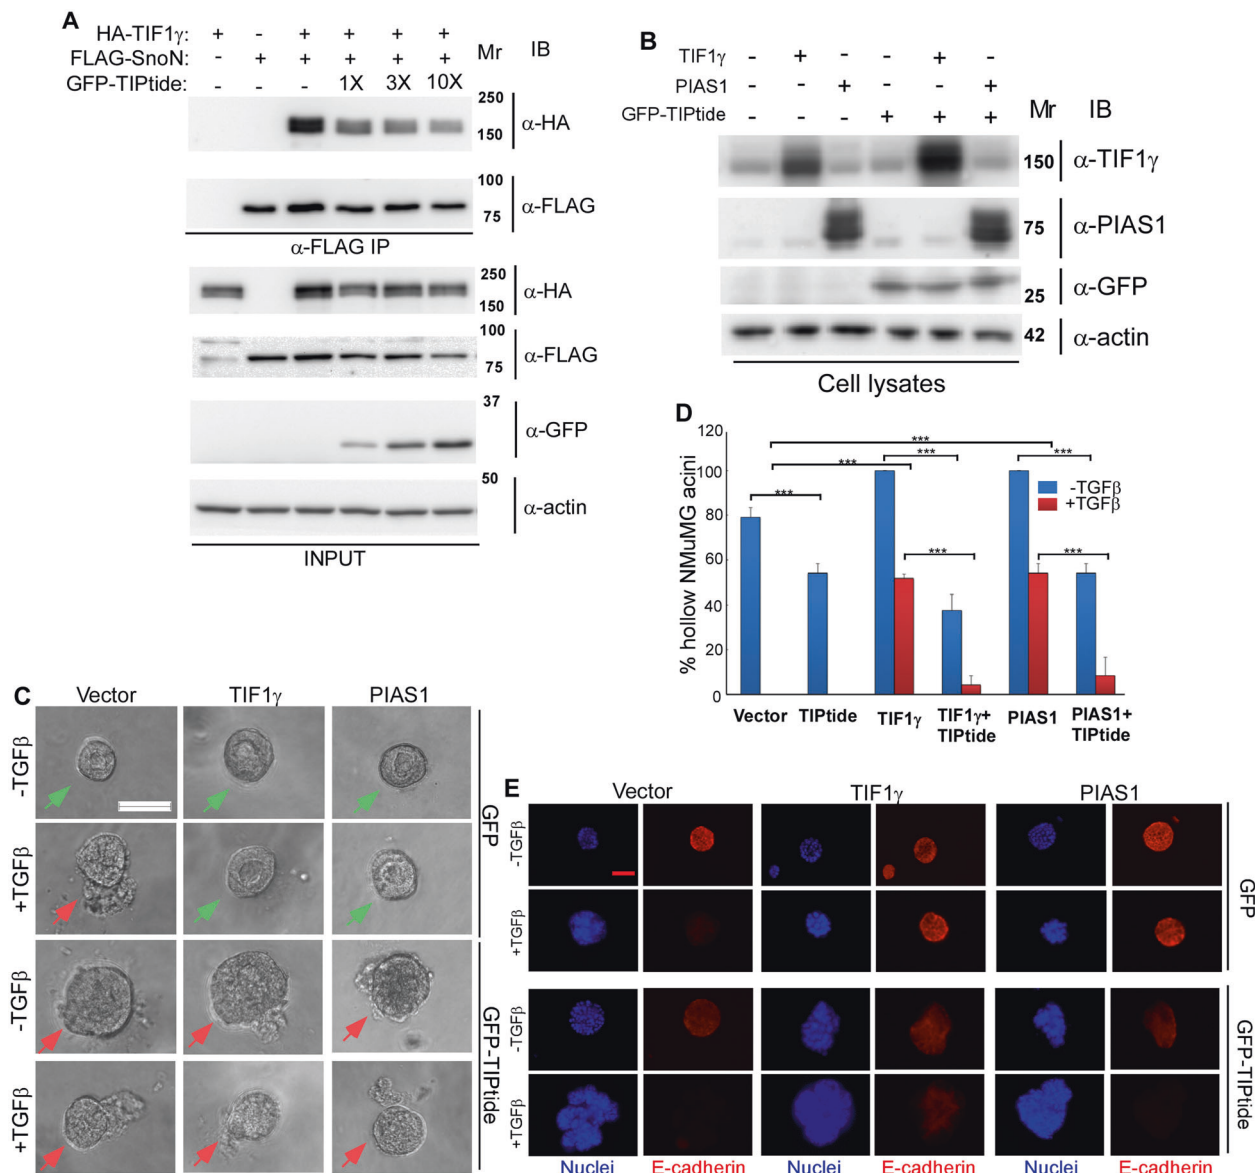 A
HA-TIF1γ: + - + + + +
FLAG-SnoN: - + + + + +
GFP-TIPtide: - - - 1X 3X 10X
Mr IB
250
150
α-HA
100
75
α-FLAG
α-FLAG IP
250
150
α-HA
100
75
α-FLAG
37
α-GFP
50
α-actin
INPUT
B
TIF1γ - + - - + -
PIAS1 - - + - - +
GFP-TIPtide - - - + + +
Mr IB
150 α-TIF1γ
75 α-PIAS1
25 α-GFP
42 α-actin
Cell lysates
D
% hollow NMuMG acini
120
100
80
60
40
20
0
***
***
***
***
***
***
***
-TGFβ
+TGFβ
Vector
TIPtide
TIF1γ
TIF1γ+
TIPtide
PIAS1
PIAS1+
TIPtide
C
Vector TIF1γ PIAS1
-TGFβ
+TGFβ
GFP
-TGFβ
+TGFβ
GFP-TIPtide
E
Vector TIF1γ PIAS1
-TGFβ
+TGFβ
GFP
-TGFβ
+TGFβ
GFP-TIPtide
Nuclei E-cadherin Nuclei E-cadherin Nuclei E-cadherin